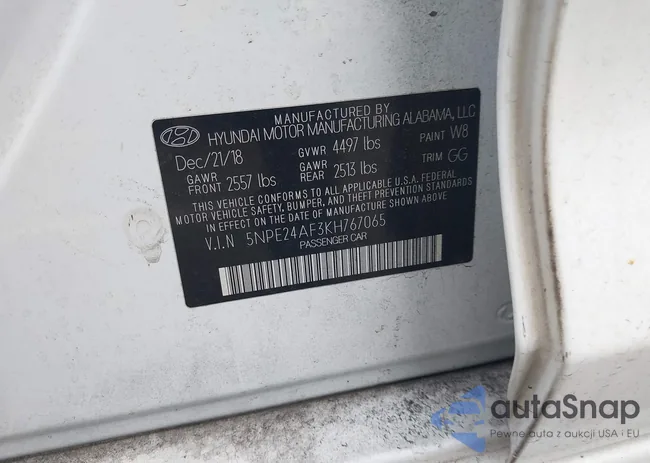 MANUFACTURED BY
HYUNDAI MOTOR MANUFACTURING ALABAMA, LLC
Dec/21/18 GVWR 4497 lbs PAINT W8
GAWR FRONT 2557 lbs GAWR REAR 2513 lbs TRIM GG
THIS VEHICLE CONFORMS TO ALL APPLICABLE U.S.A. FEDERAL
MOTOR VEHICLE SAFETY, BUMPER, AND THEFT PREVENTION STANDARDS
IN EFFECT ON THE DATE OF MANUFACTURE SHOWN ABOVE.
V.I.N 5NPE24AF3KH767065
PASSENGER CAR
autaSnap
Pewne auta z aukcji USA i EU